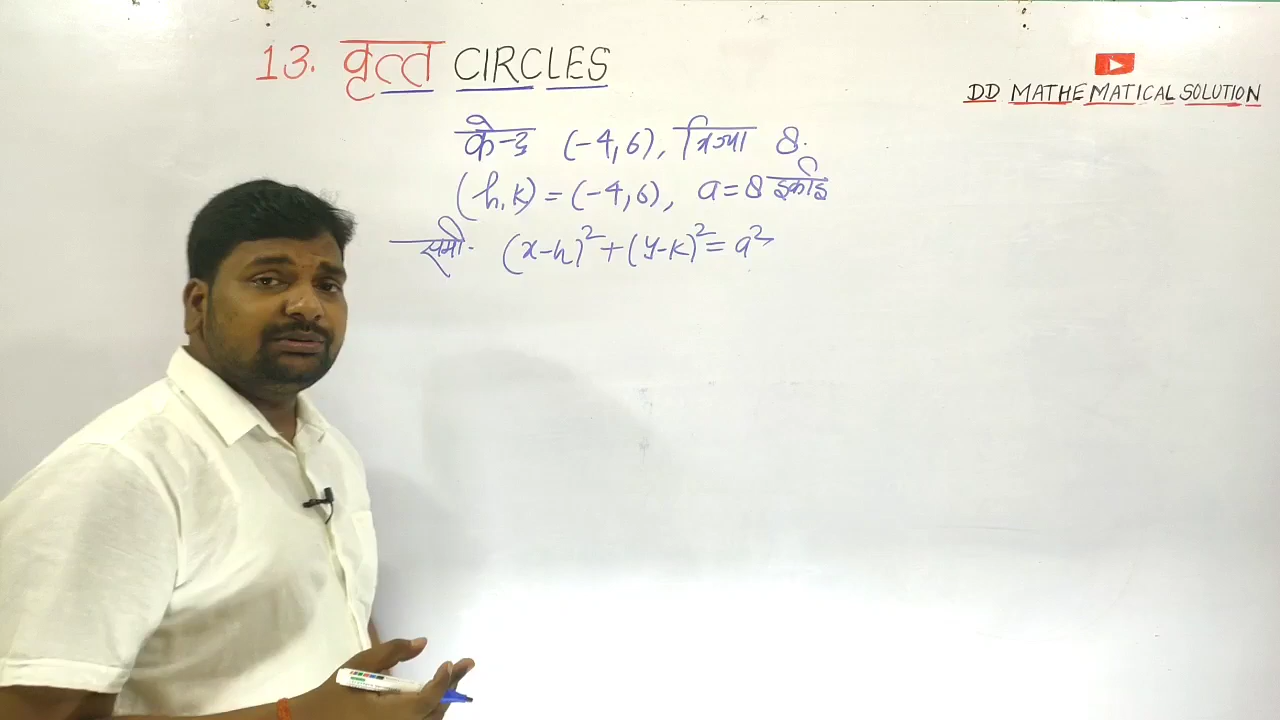 13. वृत्त CIRCLES
DD MATHEMATICAL SOLUTION
केन्द्र (-4,6), त्रिज्या 8.
(h,k) = (-4,6), a=8 इकाई
समी. (x-h)²+(y-k)²= a²